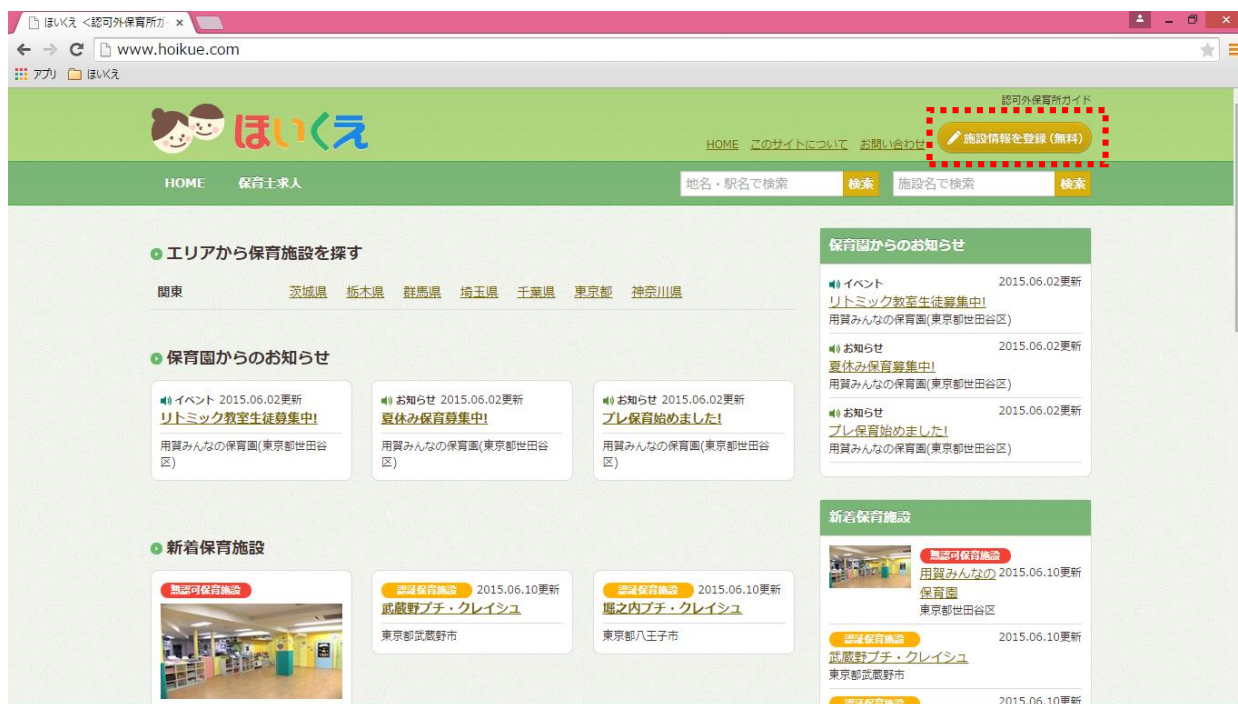 ほいくえ <認可外保育所ガ
www.hoikue.com
アプリ ほいくえ
認可外保育所ガイド
ほいくえ
HOME このサイトについて お問い合わせ
施設情報を登録(無料)
HOME 保育士求人
地名・駅名で検索 検索 施設名で検索 検索
エリアから保育施設を探す
関東 茨城県 栃木県 群馬県 埼玉県 千葉県 東京都 神奈川県
保育園からのお知らせ
イベント 2015.06.02更新
リトミック教室生徒募集中!
用賀みんなの保育園(東京都世田谷
区)
お知らせ 2015.06.02更新
夏休み保育募集中!
用賀みんなの保育園(東京都世田谷
区)
お知らせ 2015.06.02更新
プレ保育始めました!
用賀みんなの保育園(東京都世田谷
区)
新着保育施設
無認可保育施設
認証保育施設 2015.06.10更新
武蔵野プチ・クレイシュ
東京都武蔵野市
認証保育施設 2015.06.10更新
堀之内プチ・クレイシュ
東京都八王子市
保育園からのお知らせ
イベント 2015.06.02更新
リトミック教室生徒募集中!
用賀みんなの保育園(東京都世田谷区)
お知らせ 2015.06.02更新
夏休み保育募集中!
用賀みんなの保育園(東京都世田谷区)
お知らせ 2015.06.02更新
プレ保育始めました!
用賀みんなの保育園(東京都世田谷区)
新着保育施設
無認可保育施設
用賀みんなの 2015.06.10更新
保育園
東京都世田谷区
認証保育施設 2015.06.10更新
武蔵野プチ・クレイシュ
東京都武蔵野市
認証保育施設 2015.06.10更新